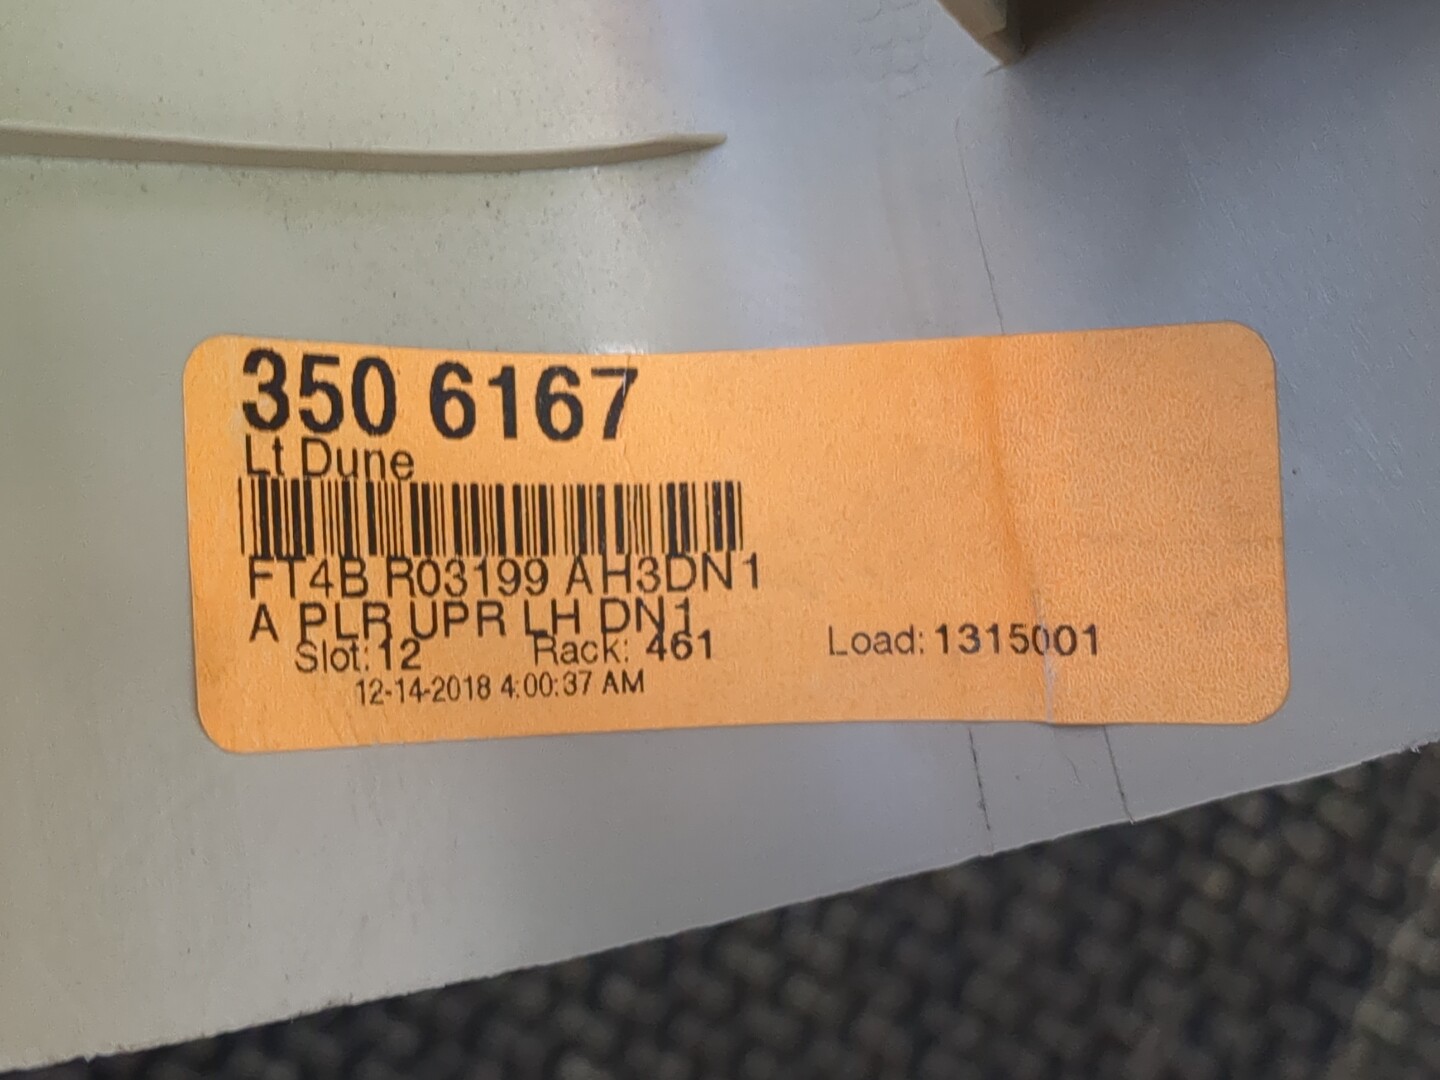 350 6167
Lt Dune
FT4B R03199 AH3DN1
A PLR UPR LH DN1
Slot: 12 Rack: 461 Load: 1315001
12-14-2018 4:00:37 AM